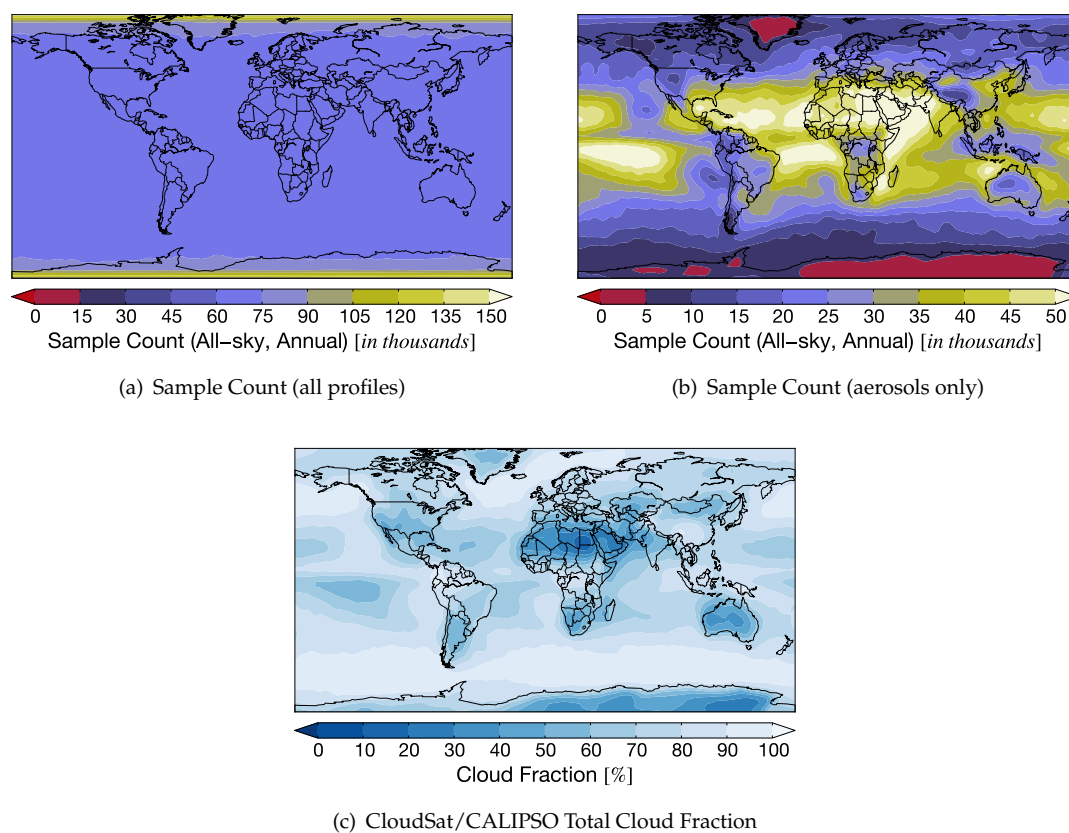 0 15 30 45 60 75 90 105 120 135 150
Sample Count (All−sky, Annual) [in thousands]
(a) Sample Count (all profiles)
0 5 10 15 20 25 30 35 40 45 50
Sample Count (All−sky, Annual) [in thousands]
(b) Sample Count (aerosols only)
0 10 20 30 40 50 60 70 80 90 100
Cloud Fraction [%]
(c) CloudSat/CALIPSO Total Cloud Fraction